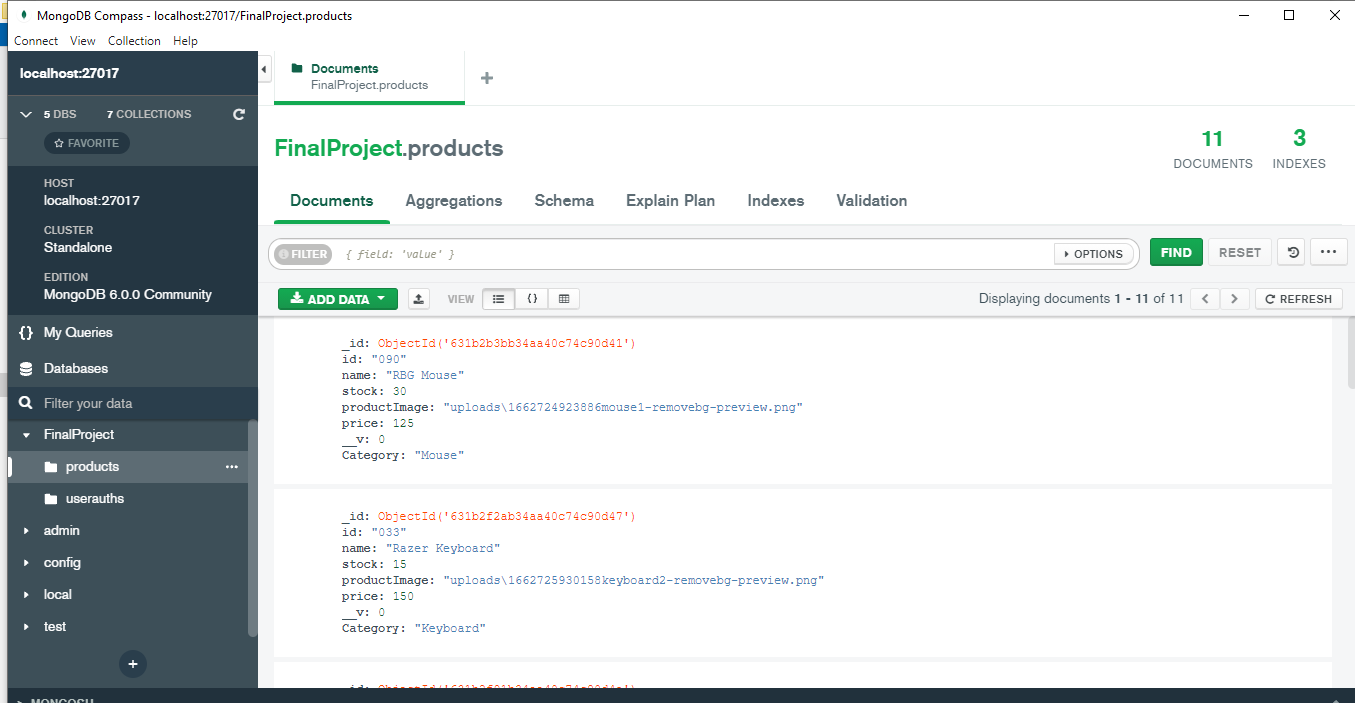 MongoDB Compass - localhost:27017/FinalProject.products
Connect View Collection Help
localhost:27017
5 DBS 7 COLLECTIONS
FAVORITE
HOST
localhost:27017
CLUSTER
Standalone
EDITION
MongoDB 6.0.0 Community
{} My Queries
Databases
Filter your data
FinalProject
products
userauths
admin
config
local
test
MONGOSH
Documents
FinalProject.products
FinalProject.products
11 DOCUMENTS
3 INDEXES
Documents Aggregations Schema Explain Plan Indexes Validation
FILTER { field: 'value' } OPTIONS FIND RESET
ADD DATA VIEW {} Displaying documents 1 - 11 of 11 REFRESH
_id: ObjectId('631b2b3bb34aa40c74c90d41')
id: "090"
name: "RBG Mouse"
stock: 30
productImage: "uploads\1662724923886mouse1-removebg-preview.png"
price: 125
__v: 0
Category: "Mouse"
_id: ObjectId('631b2f2ab34aa40c74c90d47')
id: "033"
name: "Razer Keyboard"
stock: 15
productImage: "uploads\1662725930158keyboard2-removebg-preview.png"
price: 150
__v: 0
Category: "Keyboard"